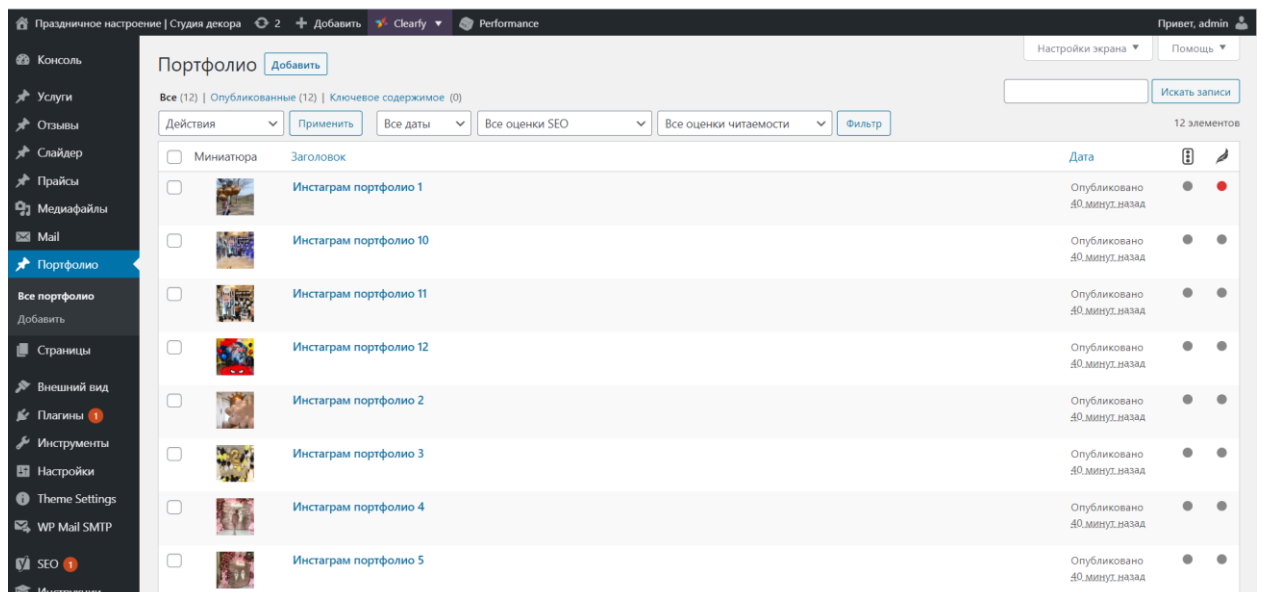 Праздничное настроение | Студия декора 2 Добавить Clearfy ▼ Performance Привет, admin
Настройки экрана ▼ Помощь ▼
Консоль
Услуги
Отзывы
Слайдер
Прайсы
Медиафайлы
Mail
Портфолио
Все портфолио
Добавить
Страницы
Внешний вид
Плагины 1
Инструменты
Настройки
Theme Settings
WP Mail SMTP
SEO 1
Инструкции
Портфолио Добавить
Все (12) | Опубликованные (12) | Ключевое содержимое (0)
Искать записи
Действия Применить Все даты Все оценки SEO Все оценки читаемости Фильтр 12 элементов
Миниатюра Заголовок Дата
Инстаграм портфолио 1 Опубликовано
40 минут назад
Инстаграм портфолио 10 Опубликовано
40 минут назад
Инстаграм портфолио 11 Опубликовано
40 минут назад
Инстаграм портфолио 12 Опубликовано
40 минут назад
Инстаграм портфолио 2 Опубликовано
40 минут назад
Инстаграм портфолио 3 Опубликовано
40 минут назад
Инстаграм портфолио 4 Опубликовано
40 минут назад
Инстаграм портфолио 5 Опубликовано
40 минут назад